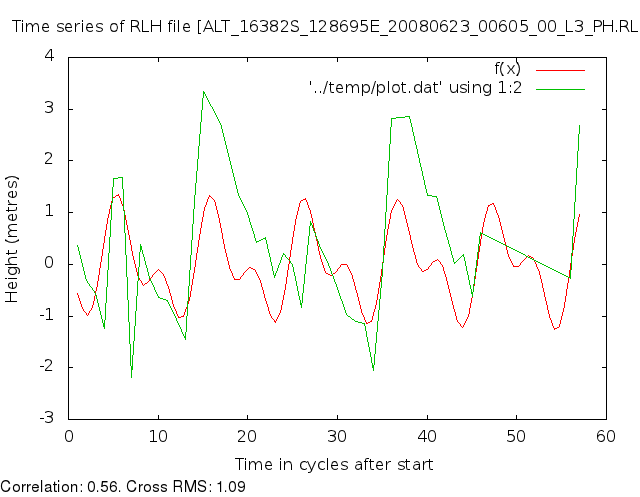 Time series of RLH file [ALT_16382S_128695E_20080623_00605_00_L3_PH.RL
f(x)
'../temp/plot.dat' using 1:2
4
3
2
1
0
-1
-2
-3
Height (metres)
0 10 20 30 40 50 60
Time in cycles after start
Correlation: 0.56. Cross RMS: 1.09